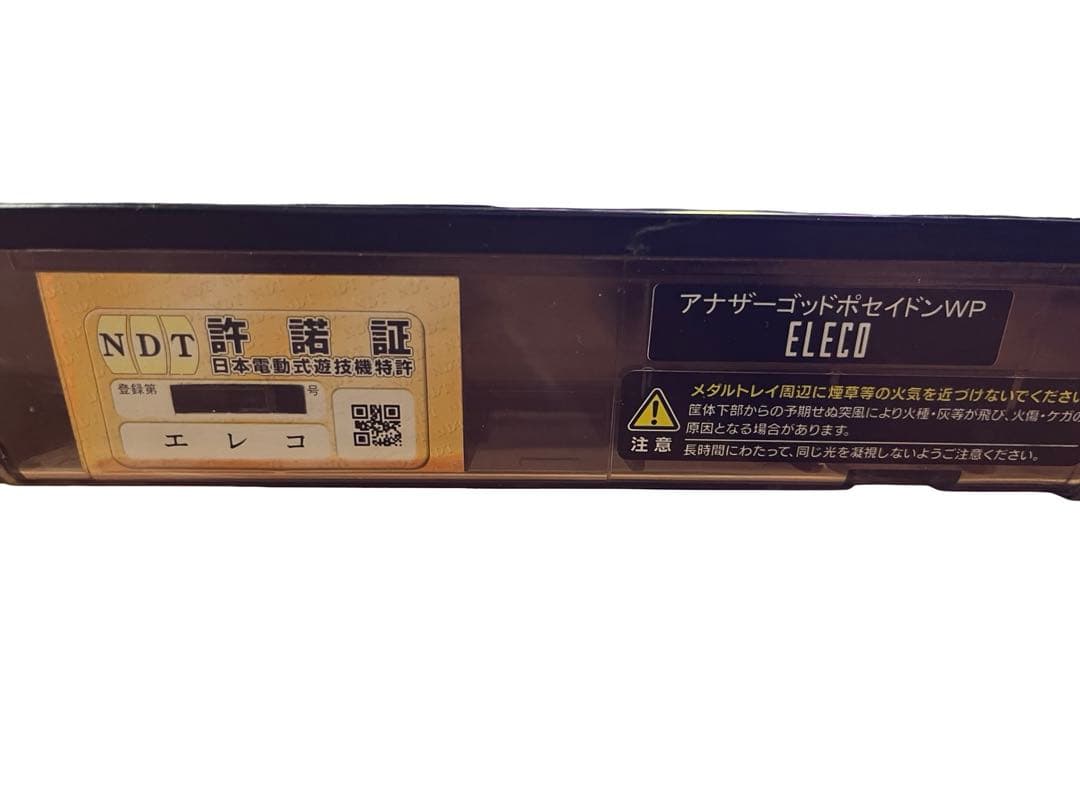 NDT 許諾証
日本電動式遊技機特許
登録第 号
エレコ
アナザーゴッドポセイドンWP
ELECO
メダルトレイ周辺に煙草等の火気を近づけないでください
筐体下部からの予期せぬ突風により火種・灰等が飛び、火傷・ケガの
原因となる場合があります。
注意 長時間にわたって、同じ光を凝視しないようご注意ください。